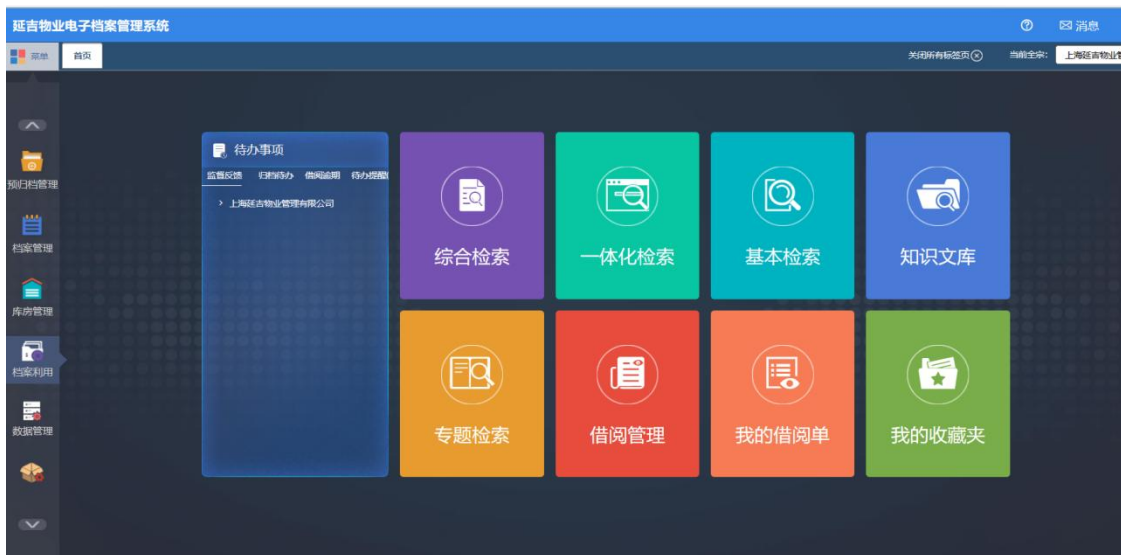 延吉物业电子档案管理系统
消息
菜单
首页
关闭所有标签页
当前全宗:
上海延吉物业管
预归档管理
档案管理
库房管理
档案利用
数据管理
待办事项
监督反馈 归档待办 借阅逾期 待办提醒
上海延吉物业管理有限公司
综合检索
一体化检索
基本检索
知识文库
专题检索
借阅管理
我的借阅单
我的收藏夹